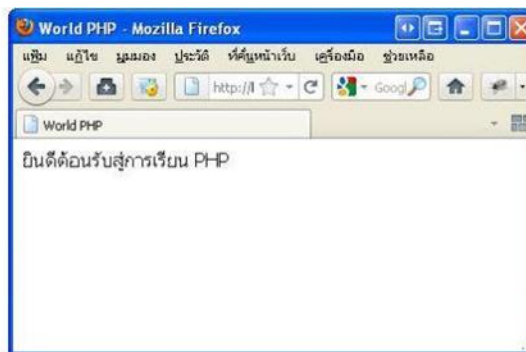 World PHP - Mozilla Firefox
แฟ้ม แก้ไข มุมมอง ประวัติ ที่คั่นหน้าเว็บ เครื่องมือ ช่วยเหลือ
http://l Googl
World PHP
ยินดีต้อนรับสู่การเรียน PHP